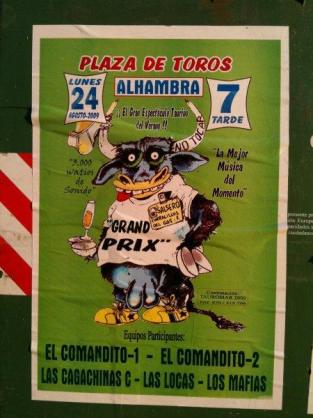 PLAZA DE TOROS
LUNES
24
AGOSTO-2009
ALHAMBRA
7
TARDE
¡¡ El Gran Espectáculo Taurino
del Verano !!
NO TOCAR
"3.000
watios
de
Sonido"
"La Mejor
Música
del
Momento"
"GRAND
PRIX"
Equipos Participantes:
EL COMANDITO-1 - EL COMANDITO-2
LAS CAGACHINAS C - LAS LOCAS - LOS MAFIAS